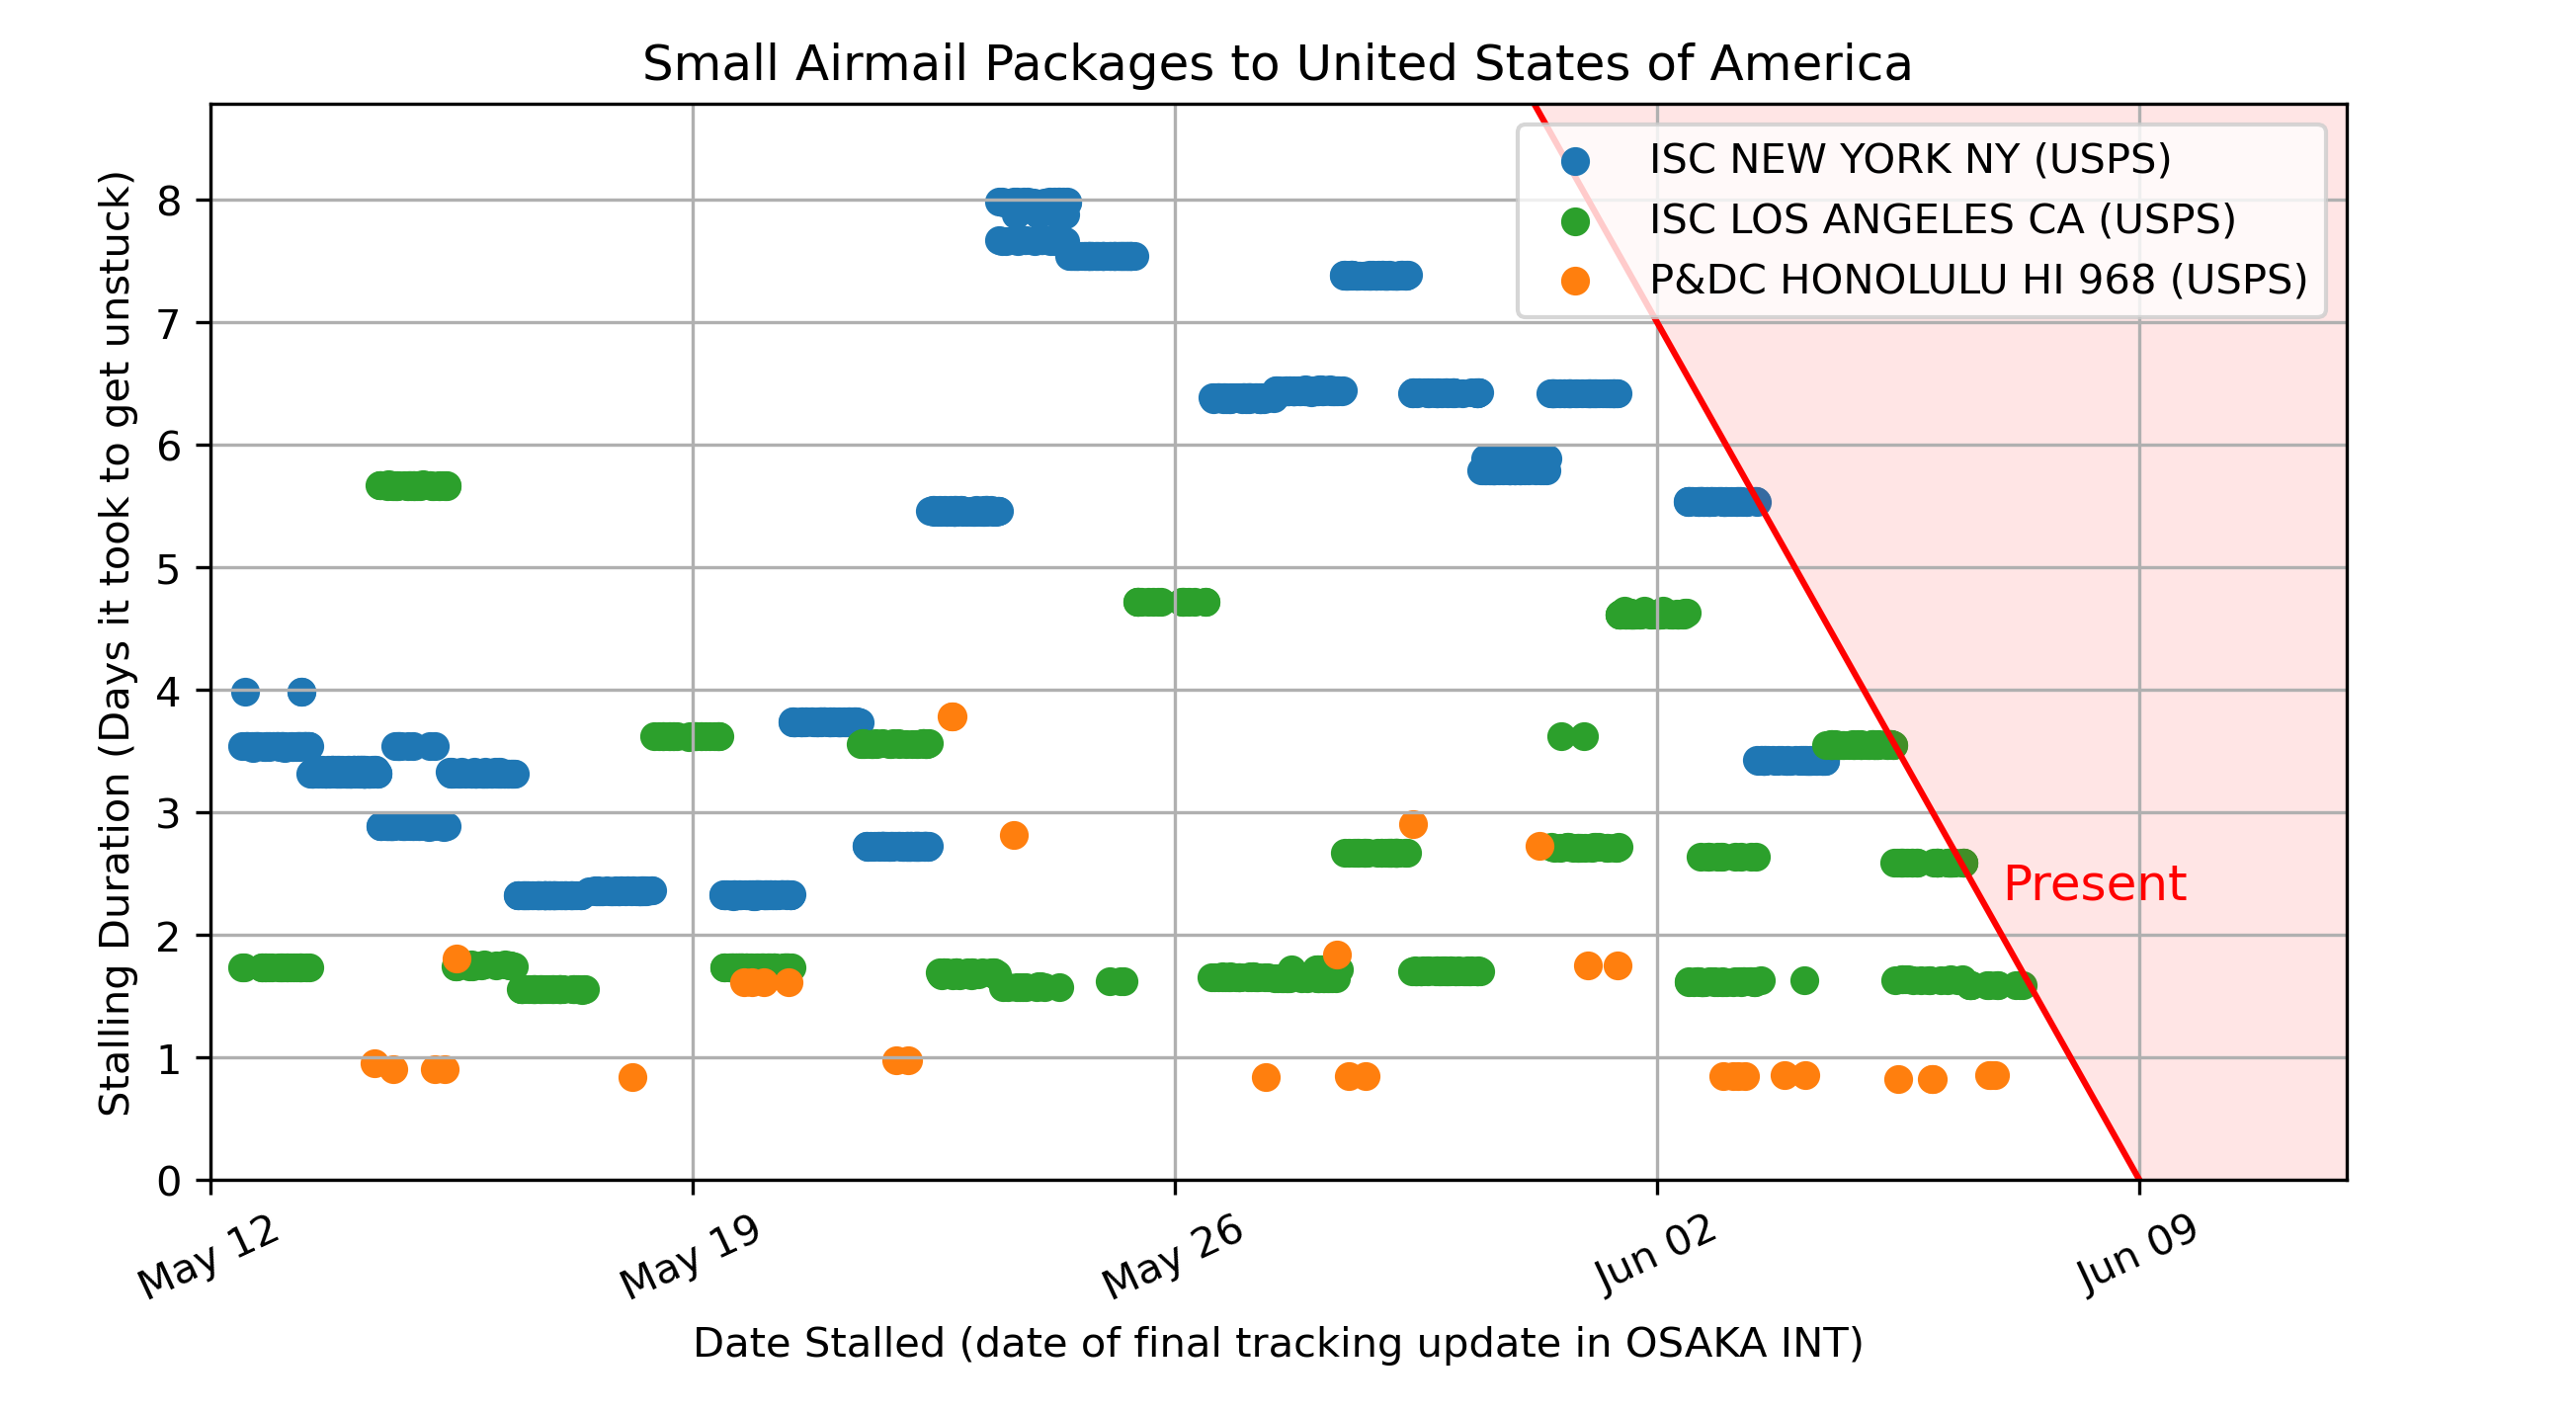 Small Airmail Packages to United States of America
ISC NEW YORK NY (USPS)
ISC LOS ANGELES CA (USPS)
P&DC HONOLULU HI 968 (USPS)
Stalling Duration (Days it took to get unstuck)
8
7
6
5
4
3
2
1
0
Present
May 12
May 19
May 26
Jun 02
Jun 09
Date Stalled (date of final tracking update in OSAKA INT)